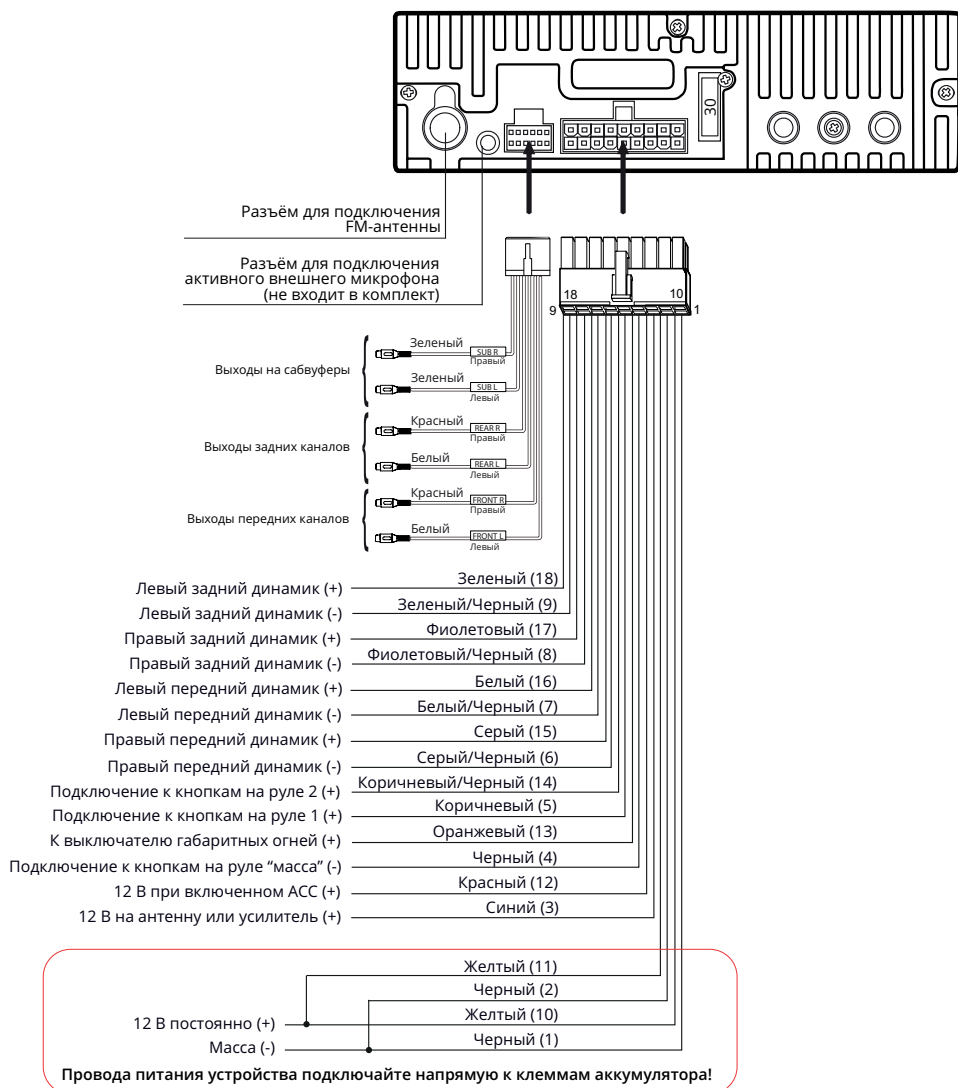 30
Разъём для подключения
FM-антенны
Разъём для подключения
активного внешнего микрофона
(не входит в комплект)
18
10
9
1
Выходы на сабвуферы
Зеленый
SUB R
Правый
Зеленый
SUB L
Левый
Выходы задних каналов
Красный
REAR R
Правый
Белый
REAR L
Левый
Выходы передних каналов
Красный
FRONT R
Правый
Белый
FRONT L
Левый
Левый задний динамик (+) Зеленый (18)
Левый задний динамик (-) Зеленый/Черный (9)
Правый задний динамик (+) Фиолетовый (17)
Правый задний динамик (-) Фиолетовый/Черный (8)
Левый передний динамик (+) Белый (16)
Левый передний динамик (-) Белый/Черный (7)
Правый передний динамик (+) Серый (15)
Правый передний динамик (-) Серый/Черный (6)
Подключение к кнопкам на руле 2 (+) Коричневый/Черный (14)
Подключение к кнопкам на руле 1 (+) Коричневый (5)
К выключателю габаритных огней (+) Оранжевый (13)
Подключение к кнопкам на руле “масса” (-) Черный (4)
12 В при включенном ACC (+) Красный (12)
12 В на антенну или усилитель (+) Синий (3)
Желтый (11)
Черный (2)
12 В постоянно (+) Желтый (10)
Масса (-) Черный (1)
Провода питания устройства подключайте напрямую к клеммам аккумулятора!